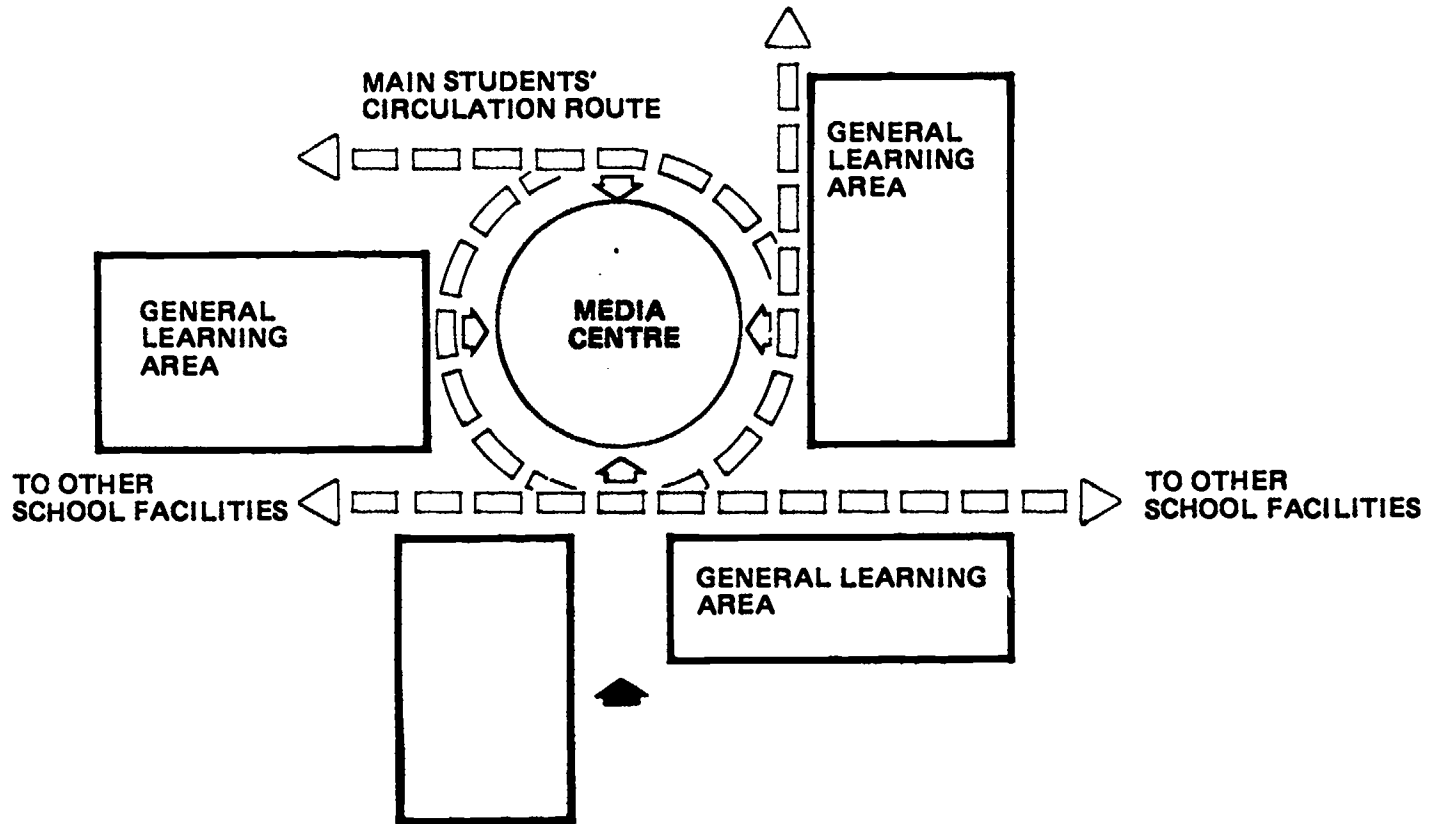 MAIN STUDENTS'
CIRCULATION ROUTE
GENERAL
LEARNING
AREA
GENERAL
LEARNING
AREA
MEDIA
CENTRE
TO OTHER
SCHOOL FACILITIES
TO OTHER
SCHOOL FACILITIES
GENERAL LEARNING
AREA